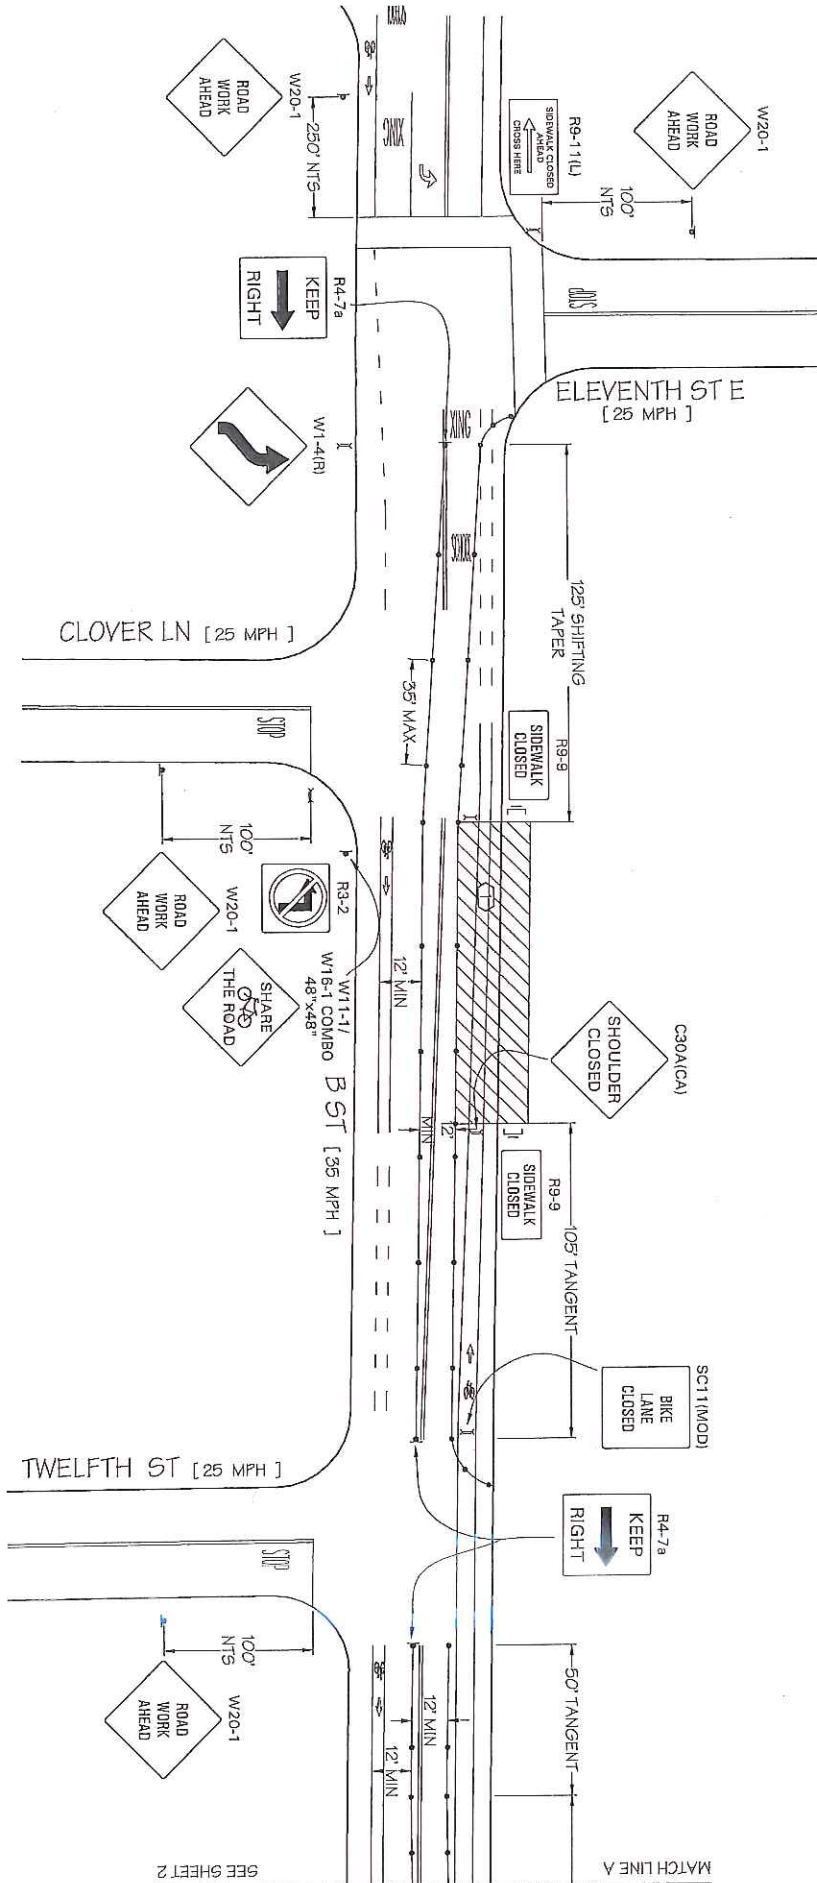 XING
ROAD
WORK
AHEAD
W20-1
250' NTS
XING
SIDEWALK CLOSED
AHEAD
CROSS HERE
R9-11(L)
ROAD
WORK
AHEAD
W20-1
100'
NTS
STOP
ELEVENTH ST E
[25 MPH]
KEEP
RIGHT
R4-7a
W1-4(R)
XING
125' SHIFTING
TAPER
CLOVER LN [25 MPH]
35' MAX
STOP
SIDEWALK
CLOSED
R9-9
100'
NTS
ROAD
WORK
AHEAD
W20-1
R3-2
SHARE
THE ROAD
W11-1/
W16-1 COMBO
48"x48"
12' MIN
B ST [35 MPH]
SHOULDER
CLOSED
C30A(CA)
12'
MIN
SIDEWALK
CLOSED
R9-9
105' TANGENT
BIKE
LANE
CLOSED
SC11(MOD)
TWELFTH ST [25 MPH]
STOP
KEEP
RIGHT
R4-7a
100'
NTS
ROAD
WORK
AHEAD
W20-1
50' TANGENT
12' MIN
12' MIN
SEE SHEET 2
MATCH LINE A